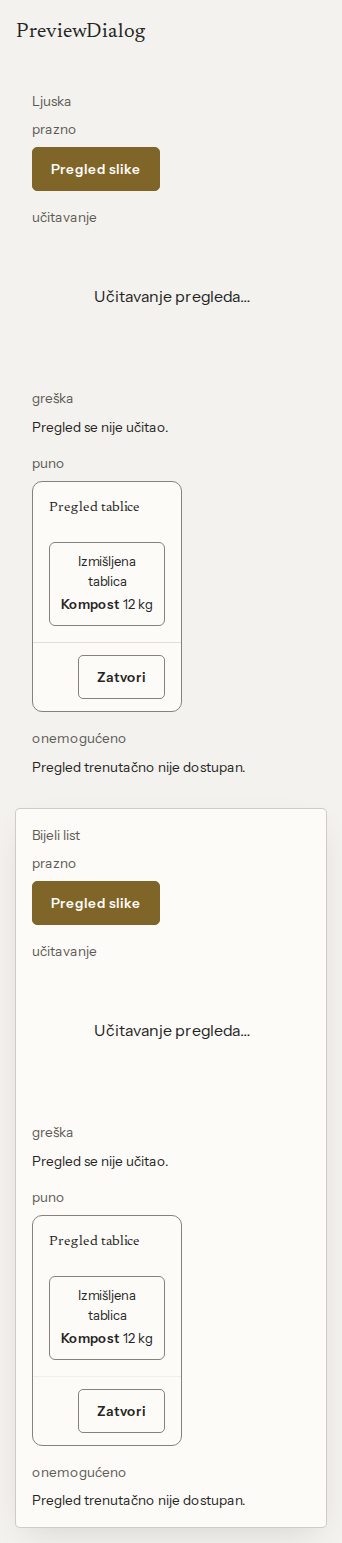 PreviewDialog
Ljuska
prazno
Pregled slike
učitavanje
Učitavanje pregleda...
greška
Pregled se nije učitao.
puno
Pregled tablice
Izmišljena
tablica
Kompost 12 kg
Zatvori
onemogućeno
Pregled trenutačno nije dostupan.
Bijeli list
prazno
Pregled slike
učitavanje
Učitavanje pregleda...
greška
Pregled se nije učitao.
puno
Pregled tablice
Izmišljena
tablica
Kompost 12 kg
Zatvori
onemogućeno
Pregled trenutačno nije dostupan.